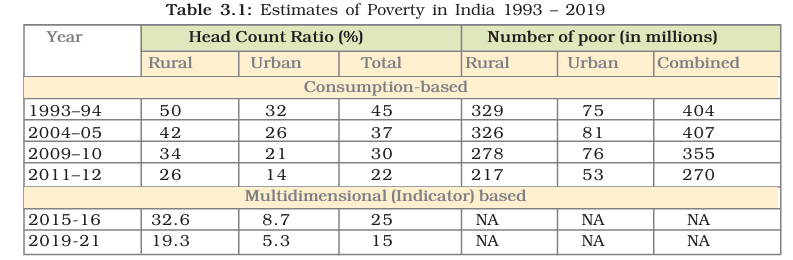 Table 3.1: Estimates of Poverty in India 1993 – 2019
Year Head Count Ratio (%) Number of poor (in millions)
Rural Urban Total Rural Urban Combined
Consumption-based
1993–94 50 32 45 329 75 404
2004–05 42 26 37 326 81 407
2009–10 34 21 30 278 76 355
2011–12 26 14 22 217 53 270
Multidimensional (Indicator) based
2015-16 32.6 8.7 25 NA NA NA
2019-21 19.3 5.3 15 NA NA NA